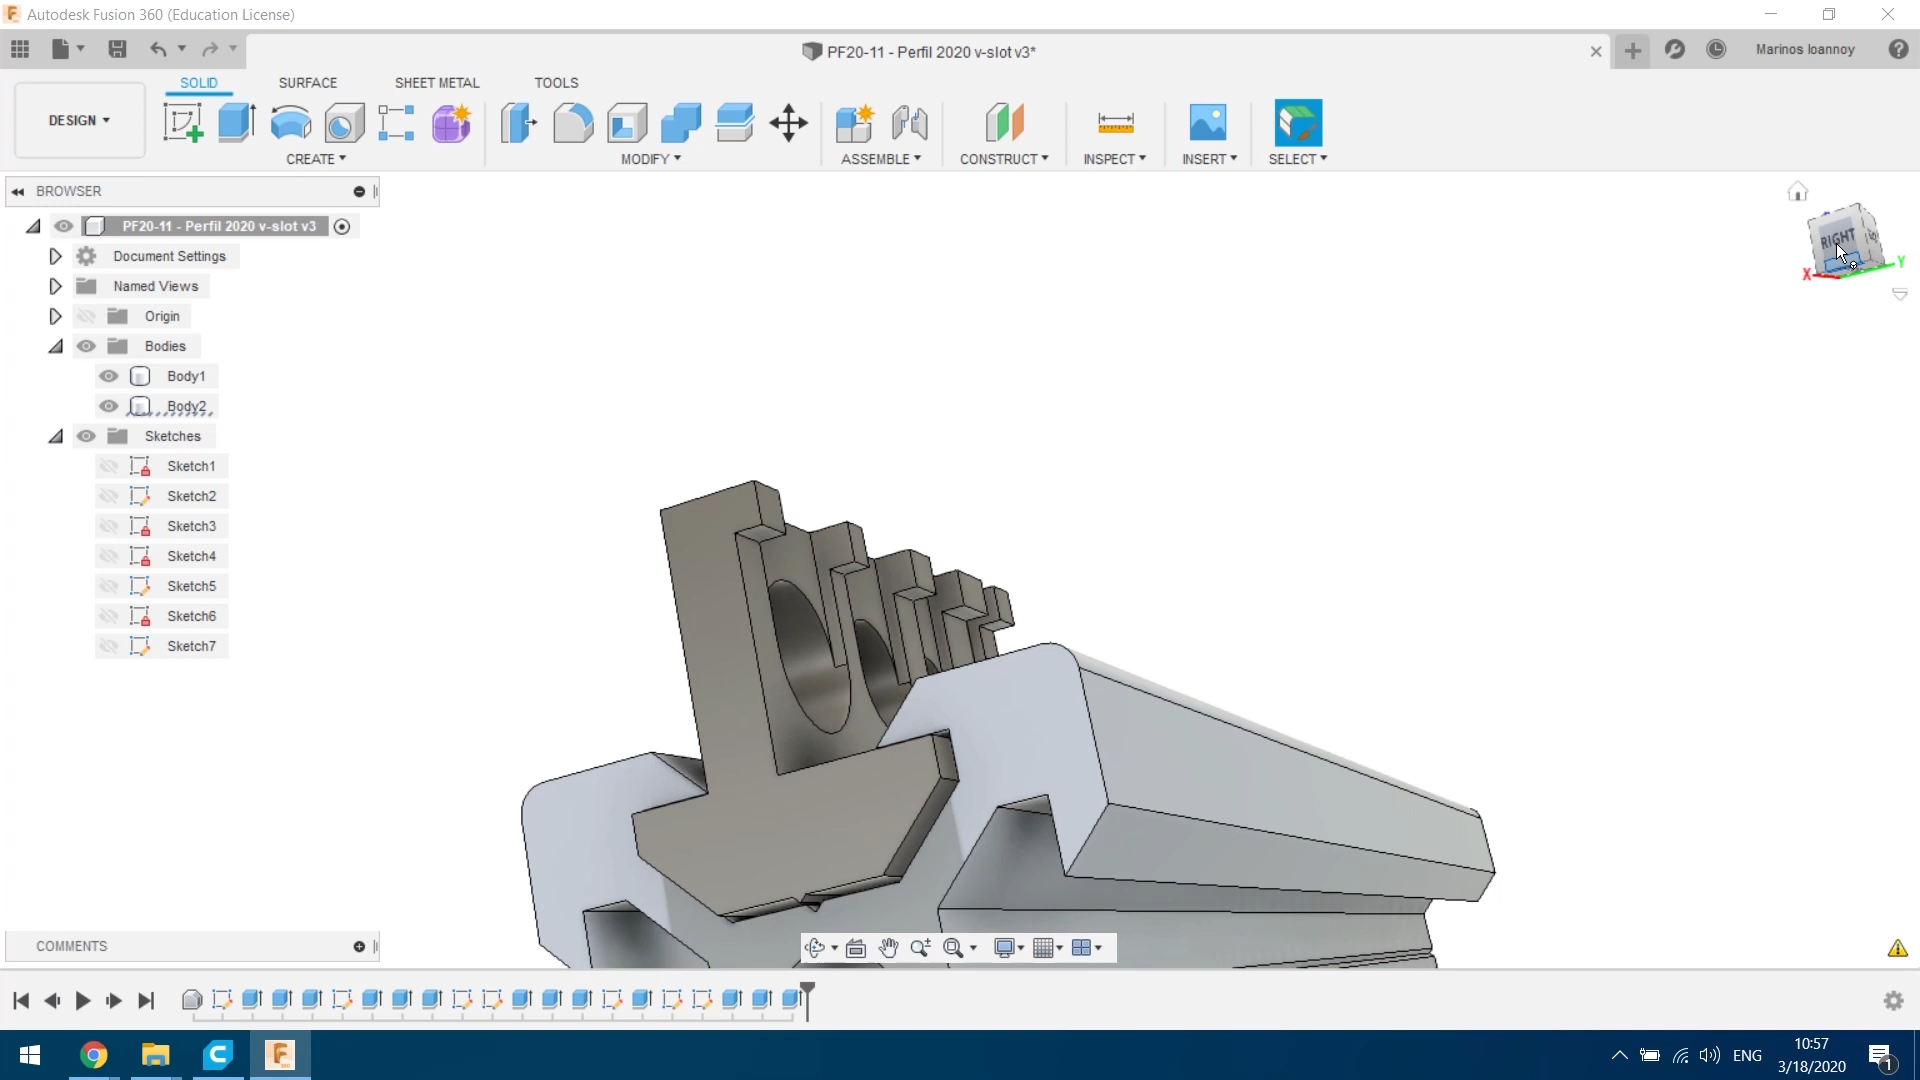 Autodesk Fusion 360 (Education License)
PF20-11 - Perfil 2020 v-slot v3*
Marinos Ioannoy
DESIGN
SOLID
SURFACE
SHEET METAL
TOOLS
CREATE
MODIFY
ASSEMBLE
CONSTRUCT
INSPECT
INSERT
SELECT
BROWSER
PF20-11 - Perfil 2020 v-slot v3
Document Settings
Named Views
Origin
Bodies
Body1
Body2
Sketches
Sketch1
Sketch2
Sketch3
Sketch4
Sketch5
Sketch6
Sketch7
RIGHT
X
Y
COMMENTS
ENG
10:57
3/18/2020
1